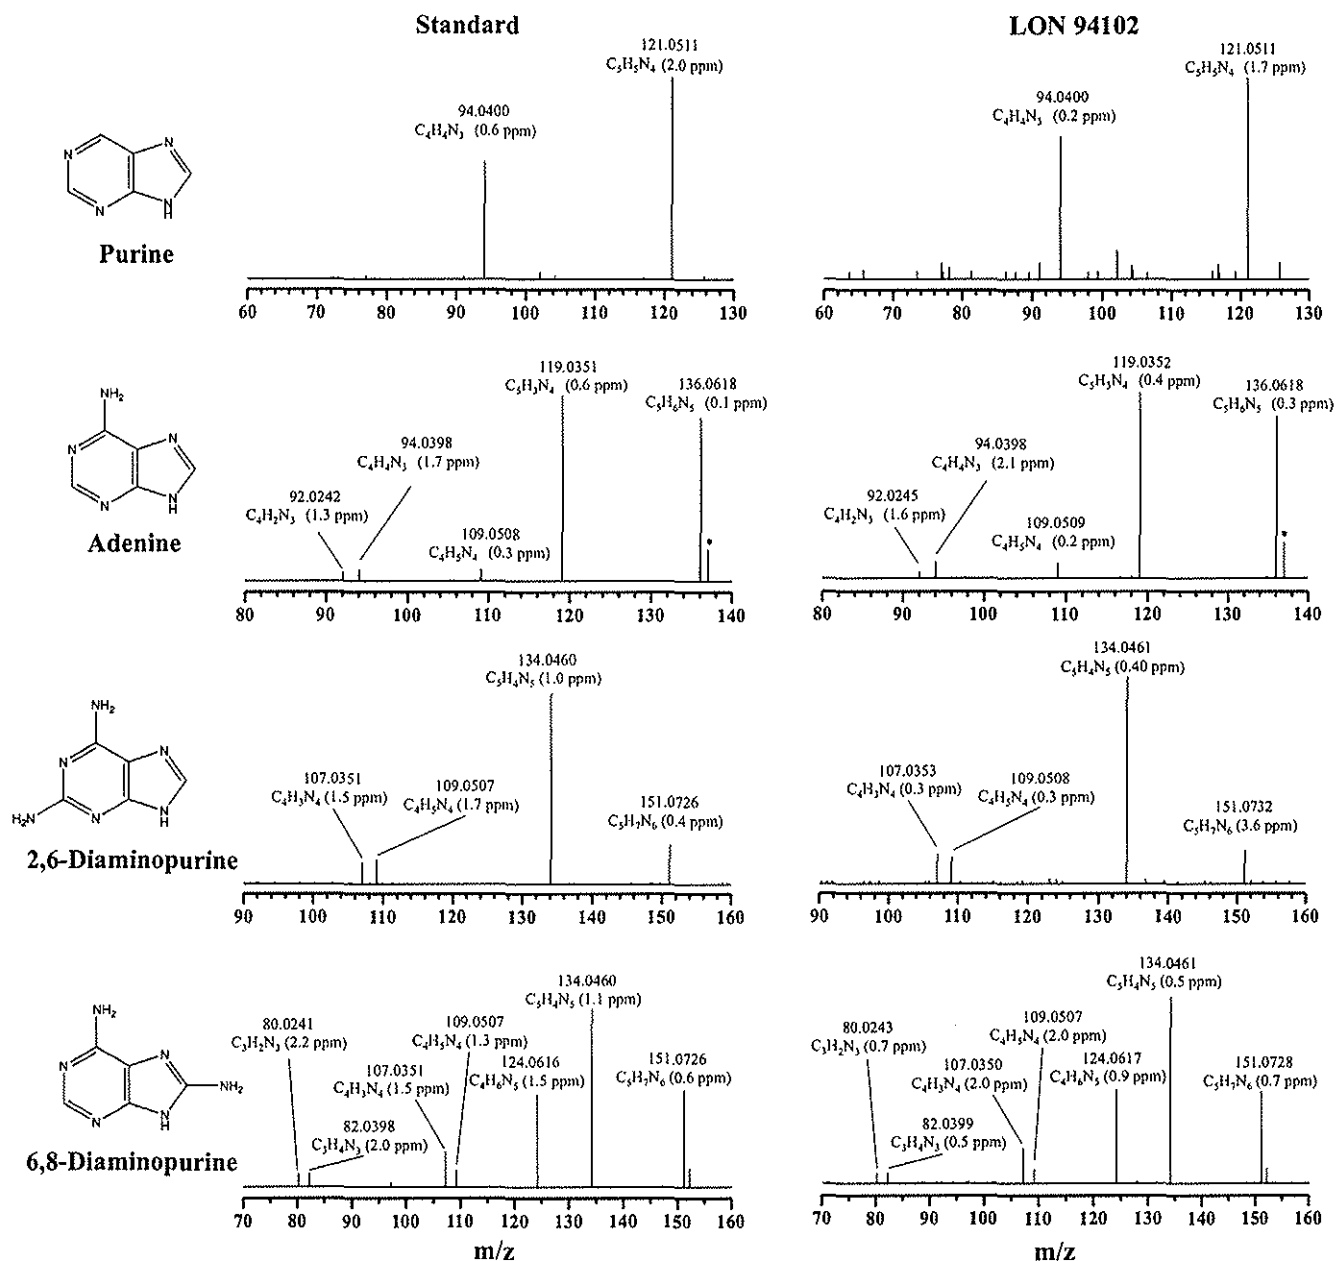 Standard
LON 94102
Purine
N
N
N
N
H
121.0511
C₅H₅N₄ (2.0 ppm)
94.0400
C₄H₄N₃ (0.6 ppm)
60 70 80 90 100 110 120 130
121.0511
C₅H₅N₄ (1.7 ppm)
94.0400
C₄H₄N₃ (0.2 ppm)
60 70 80 90 100 110 120 130
NH₂
N
N
N
N
H
Adenine
119.0351
C₅H₃N₄ (0.6 ppm)
136.0618
C₅H₆N₅ (0.1 ppm)
94.0398
C₄H₄N₃ (1.7 ppm)
92.0242
C₄H₂N₃ (1.3 ppm)
109.0508
C₄H₅N₄ (0.3 ppm)
*
80 90 100 110 120 130 140
119.0352
C₅H₃N₄ (0.4 ppm)
136.0618
C₅H₆N₅ (0.3 ppm)
94.0398
C₄H₄N₃ (2.1 ppm)
92.0245
C₄H₂N₃ (1.6 ppm)
109.0509
C₄H₅N₄ (0.2 ppm)
*
80 90 100 110 120 130 140
NH₂
N
N
H₂N
N
N
H
2,6-Diaminopurine
134.0460
C₅H₄N₅ (1.0 ppm)
107.0351
C₄H₃N₄ (1.5 ppm)
109.0507
C₄H₅N₄ (1.7 ppm)
151.0726
C₅H₇N₆ (0.4 ppm)
90 100 110 120 130 140 150 160
134.0461
C₅H₄N₅ (0.40 ppm)
107.0353
C₄H₃N₄ (0.3 ppm)
109.0508
C₄H₅N₄ (0.3 ppm)
151.0732
C₅H₇N₆ (3.6 ppm)
90 100 110 120 130 140 150 160
NH₂
N
N
NH₂
N
N
H
6,8-Diaminopurine
134.0460
C₅H₄N₅ (1.1 ppm)
80.0241
C₃H₂N₃ (2.2 ppm)
109.0507
C₄H₅N₄ (1.3 ppm)
107.0351
C₄H₃N₄ (1.5 ppm)
124.0616
C₄H₆N₅ (1.5 ppm)
151.0726
C₅H₇N₆ (0.6 ppm)
82.0398
C₃H₄N₃ (2.0 ppm)
70 80 90 100 110 120 130 140 150 160
m/z
134.0461
C₅H₄N₅ (0.5 ppm)
80.0243
C₃H₂N₃ (0.7 ppm)
109.0507
C₄H₅N₄ (2.0 ppm)
107.0350
C₄H₃N₄ (2.0 ppm)
124.0617
C₄H₆N₅ (0.9 ppm)
151.0728
C₅H₇N₆ (0.7 ppm)
82.0399
C₃H₄N₃ (0.5 ppm)
70 80 90 100 110 120 130 140 150 160
m/z